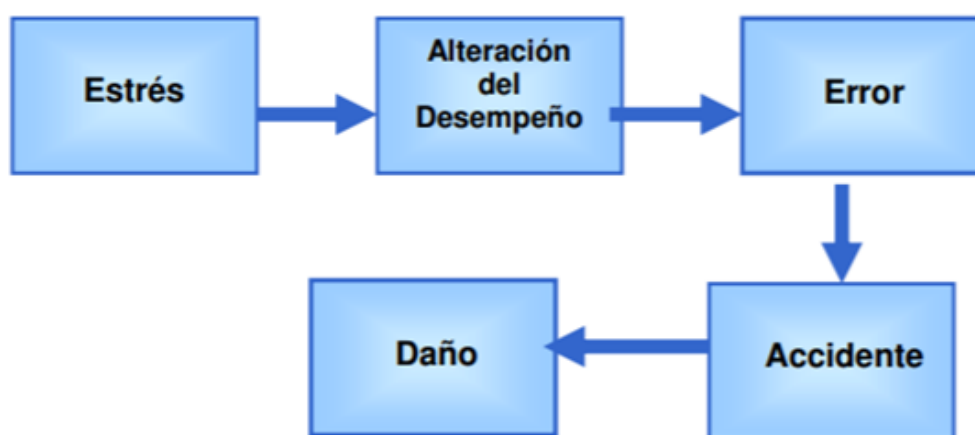 Estrés
Alteración
del
Desempeño
Error
Accidente
Daño